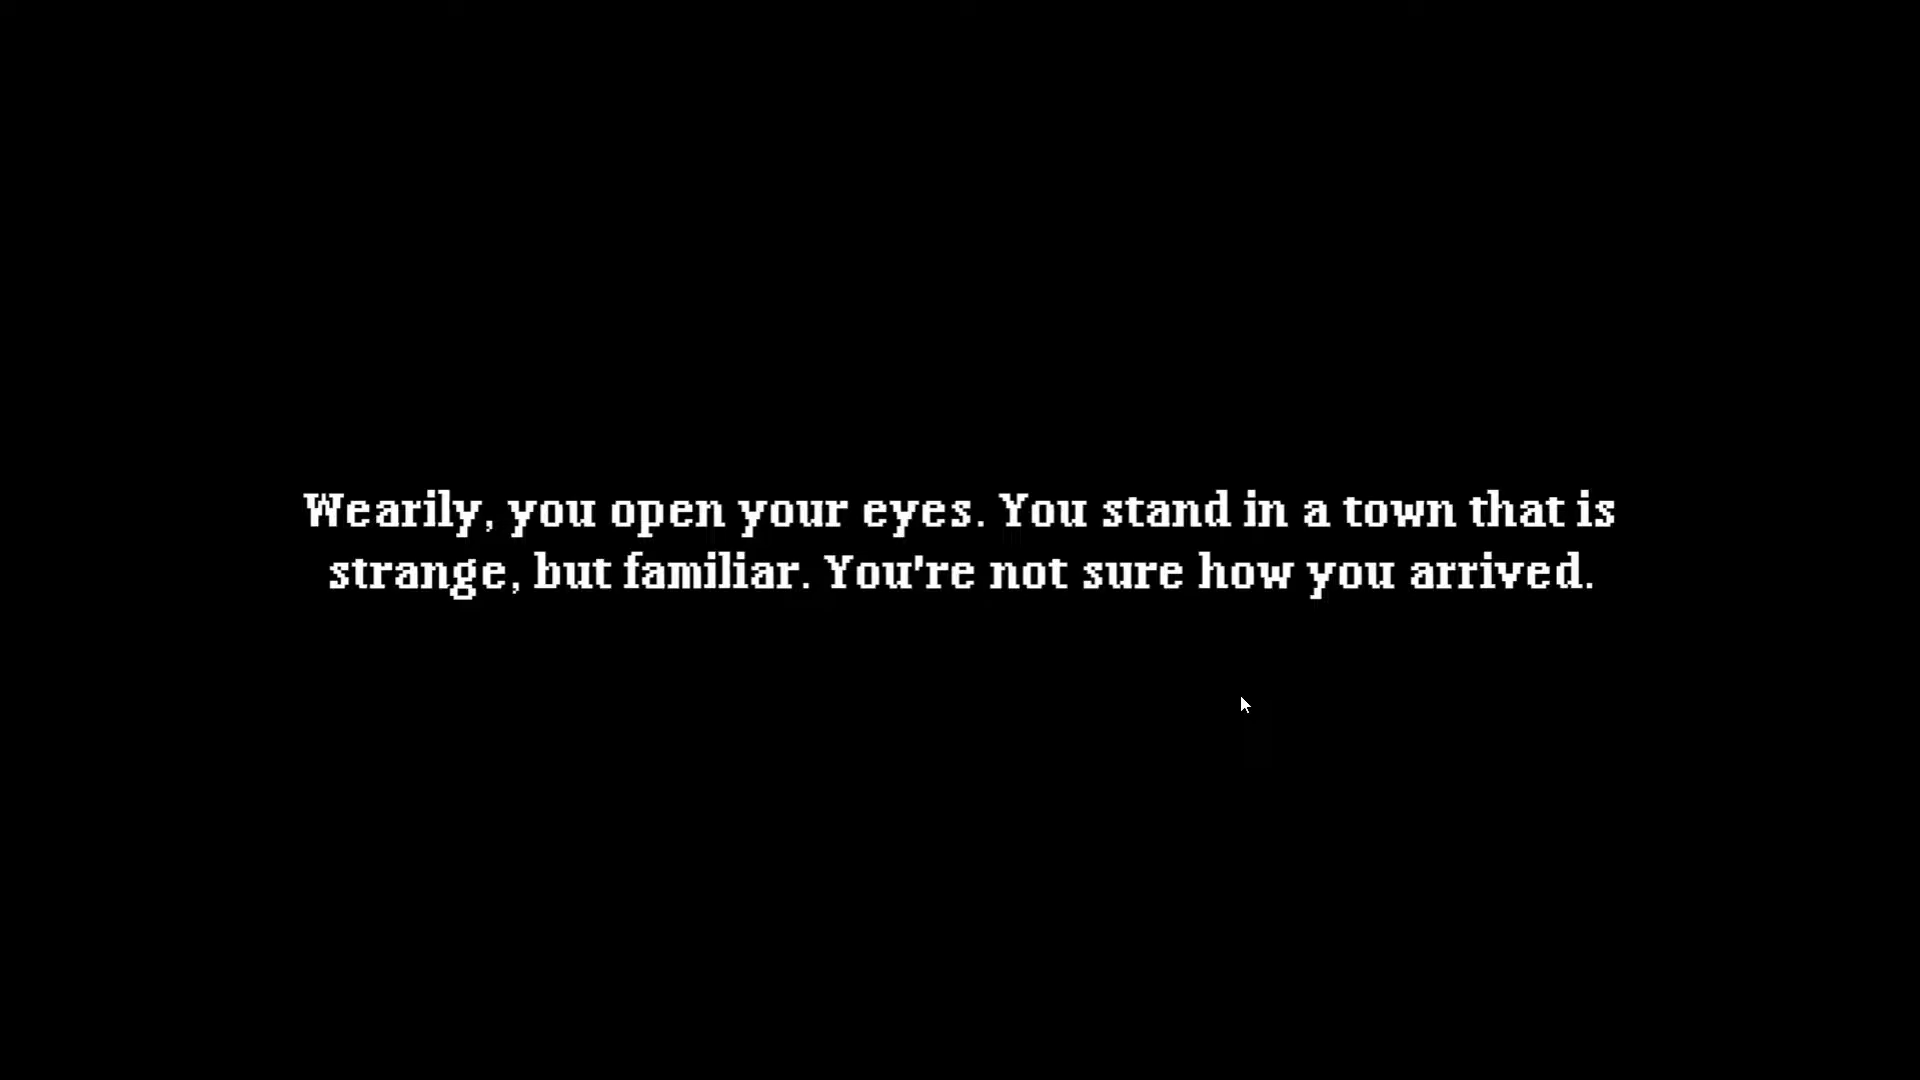 Wearily, you open your eyes. You stand in a town that is
strange, but familiar. You're not sure how you arrived.